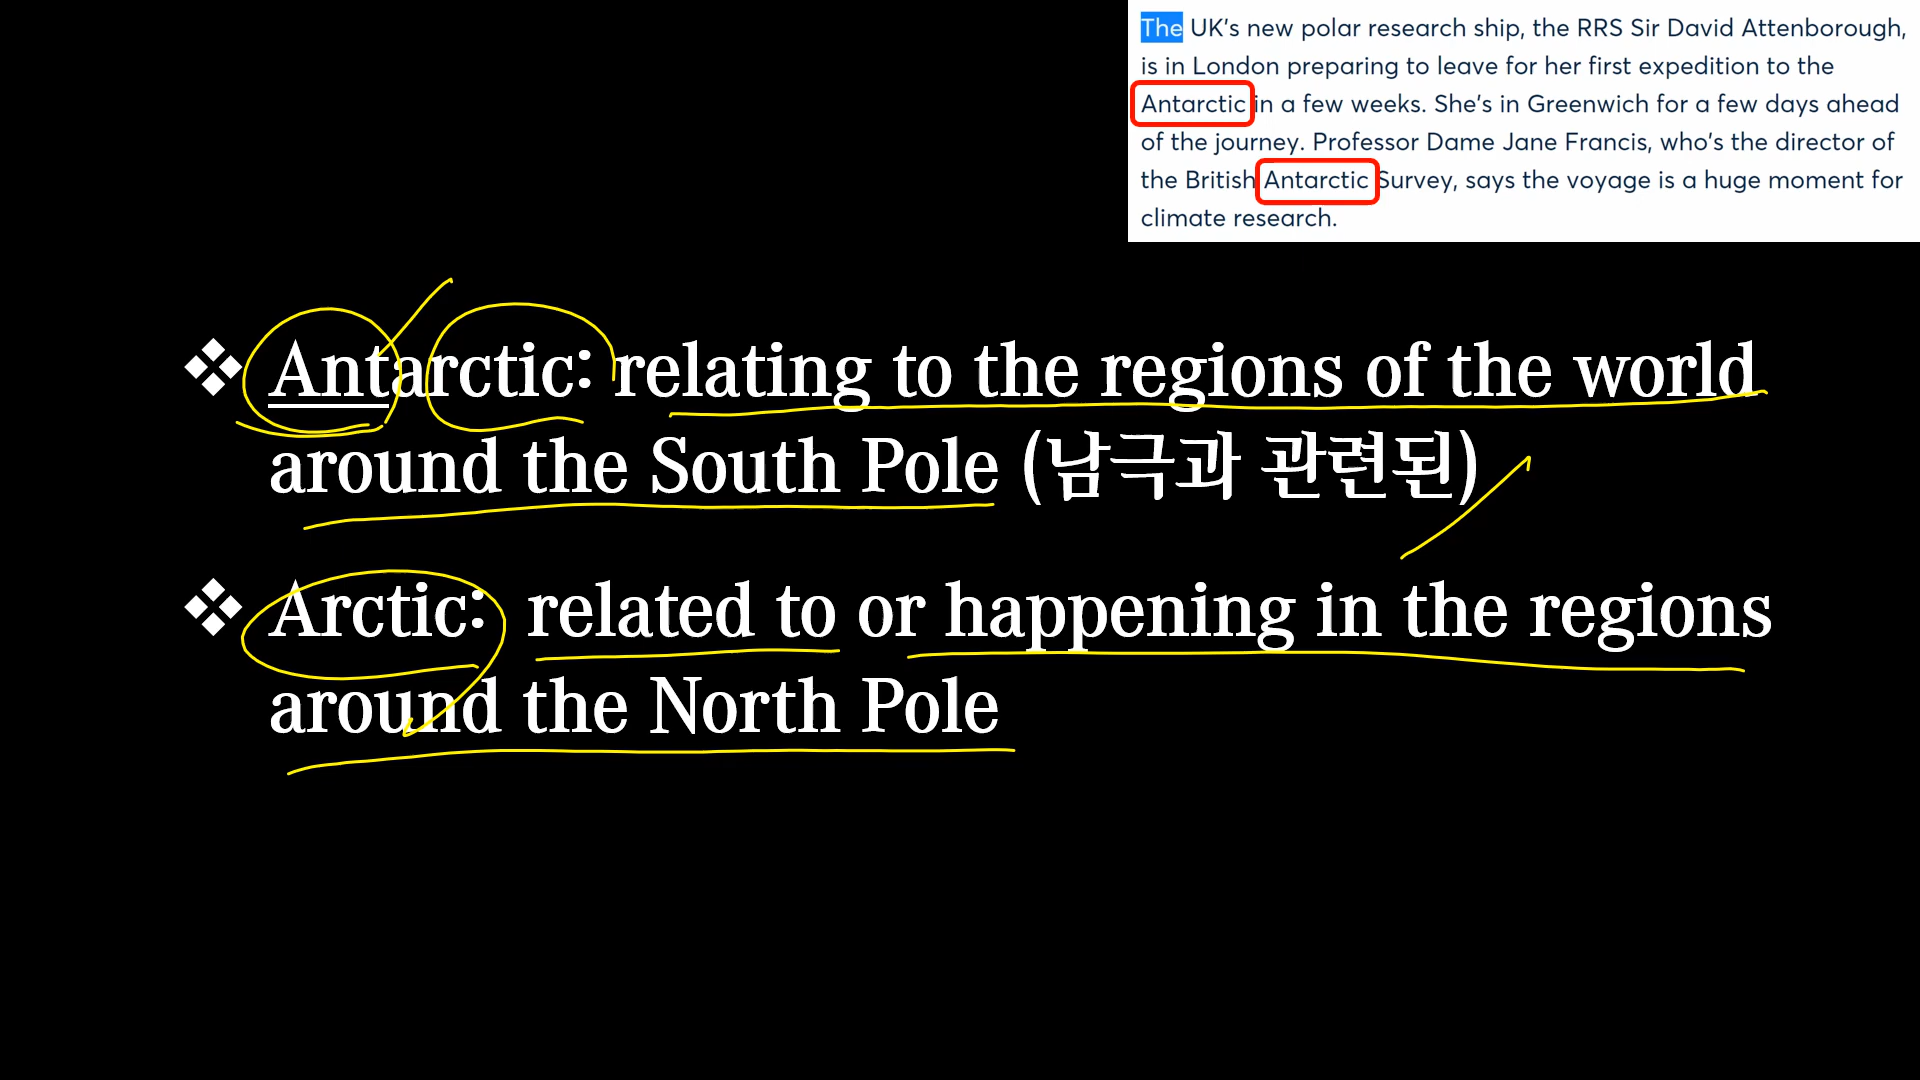 The UK's new polar research ship, the RRS Sir David Attenborough,
is in London preparing to leave for her first expedition to the
Antarctic in a few weeks. She's in Greenwich for a few days ahead
of the journey. Professor Dame Jane Francis, who's the director of
the British Antarctic Survey, says the voyage is a huge moment for
climate research.
❖ Antarctic: relating to the regions of the world
around the South Pole (남극과 관련된)
❖ Arctic: related to or happening in the regions
around the North Pole